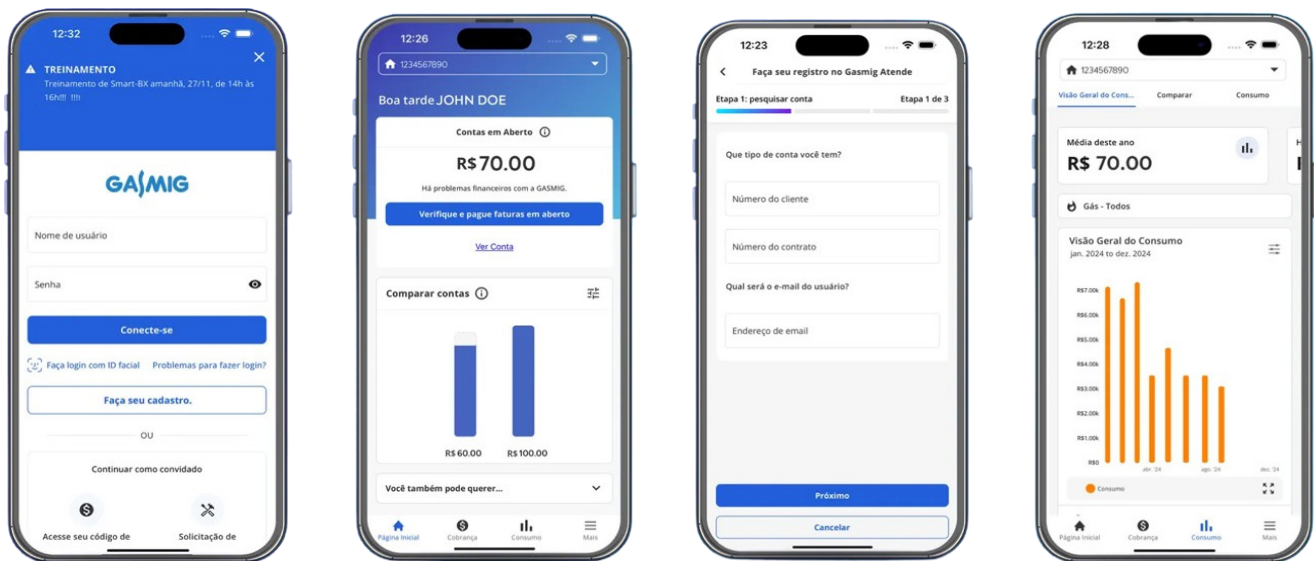 12:32
TREINAMENTO
Treinamento de Smart-BX amanhã, 27/11, de 14h às
16h!!! !!!!
GASMIG
Nome de usuário
Senha
Conecte-se
Faça login com ID facial
Problemas para fazer login?
Faça seu cadastro.
OU
Continuar como convidado
Acesse seu código de
Solicitação de
12:26
1234567890
Boa tarde JOHN DOE
Contas em Aberto
R$70.00
Há problemas financeiros com a GASMIG.
Verifique e pague faturas em aberto
Ver Conta
Comparar contas
R$ 60.00
R$ 100.00
Você também pode querer...
Página Inicial
Cobrança
Consumo
Mais
12:23
Faça seu registro no Gasmig Atende
Etapa 1: pesquisar conta
Etapa 1 de 3
Que tipo de conta você tem?
Número do cliente
Número do contrato
Qual será o e-mail do usuário?
Endereço de email
Próximo
Cancelar
12:28
1234567890
Visão Geral do Cons...
Comparar
Consumo
Média deste ano
R$ 70.00
Gás - Todos
Visão Geral do Consumo
jan. 2024 to dez. 2024
R$7.00k
R$6.00k
R$5.00k
R$4.00k
R$3.00k
R$2.00k
R$1.00k
R$0
abr. '24
ago. '24
dez. '24
Consumo
Página Inicial
Cobrança
Consumo
Mais